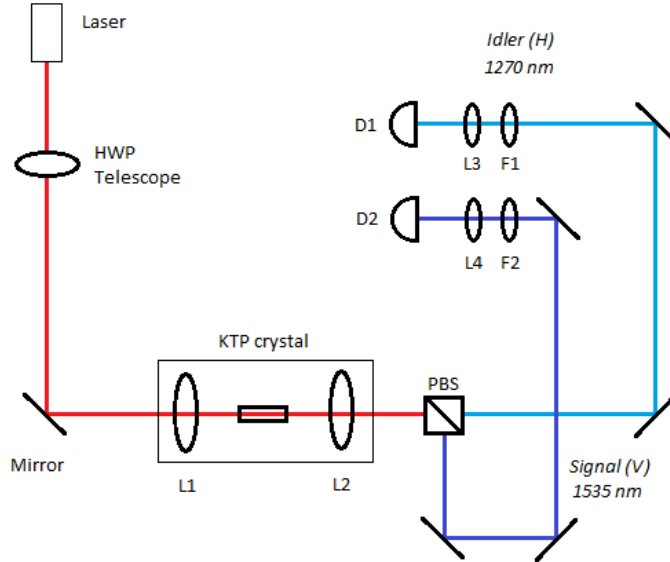 Laser
Idler (H)
1270 nm
D1
L3
F1
HWP
Telescope
D2
L4
F2
KTP crystal
PBS
Mirror
L1
L2
Signal (V)
1535 nm